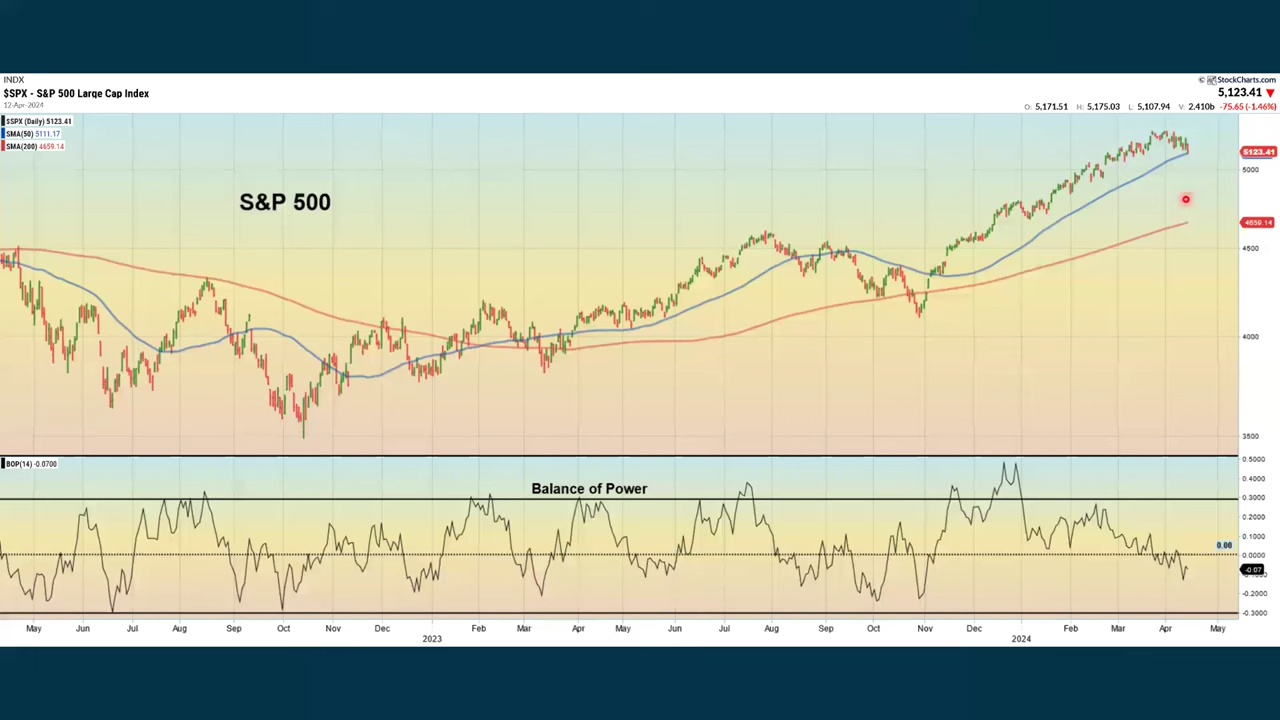 INDX
© StockCharts.com
$SPX - S&P 500 Large Cap Index
5,123.41
12-Apr-2024
O: 5,171.51 H: 5,175.03 L: 5,107.94 V: 2.410b -75.65 (-1.46%)
$SPX (Daily) 5123.41
SMA(50) 5111.17
SMA(200) 4659.14
5123.41
5000
S&P 500
4659.14
4500
4000
3500
BOP(14) -0.0700
Balance of Power
0.5000
0.4000
0.3000
0.2000
0.1000
0.00
0.0000
-0.07
-0.1000
-0.2000
-0.3000
May Jun Jul Aug Sep Oct Nov Dec 2023 Feb Mar Apr May Jun Jul Aug Sep Oct Nov Dec 2024 Feb Mar Apr May